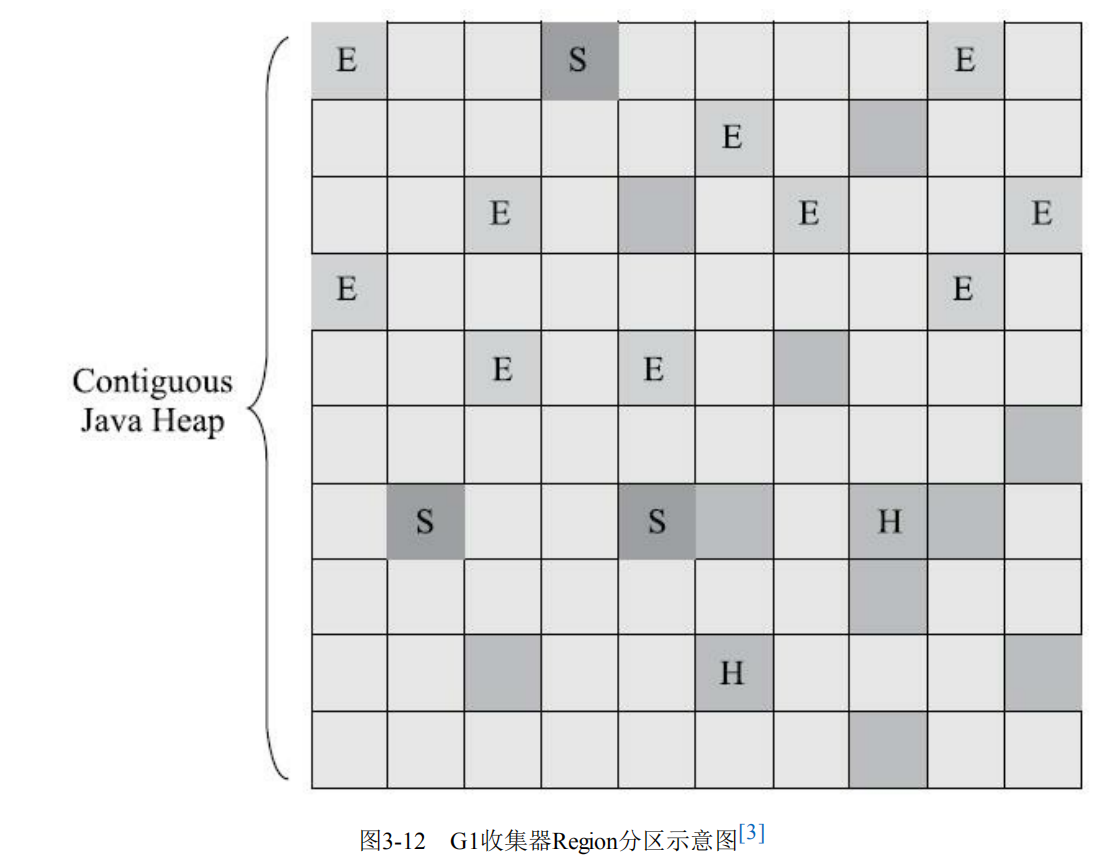 E S E
E
E E E
E E
Contiguous
Java Heap
E E
S S H
H
图3-12 G1收集器Region分区示意图[3]